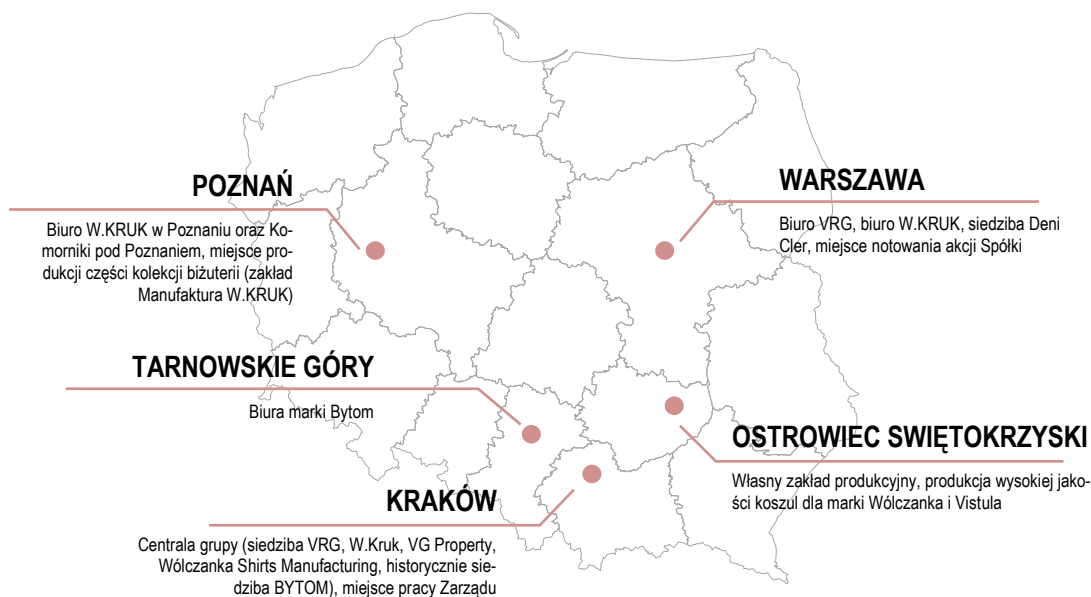 POZNAŃ
Biuro W.KRUK w Poznaniu oraz Ko-
morniki pod Poznaniem, miejsce pro-
dukcji części kolekcji biżuterii (zakład
Manufaktura W.KRUK)
WARSZAWA
Biuro VRG, biuro W.KRUK, siedziba Deni
Cler, miejsce notowania akcji Spółki
TARNOWSKIE GÓRY
Biura marki Bytom
OSTROWIEC SWIĘTOKRZYSKI
Własny zakład produkcyjny, produkcja wysokiej jako-
ści koszul dla marki Wólczanka i Vistula
KRAKÓW
Centrala grupy (siedziba VRG, W.Kruk, VG Property,
Wólczanka Shirts Manufacturing, historycznie sie-
dziba BYTOM), miejsce pracy Zarządu